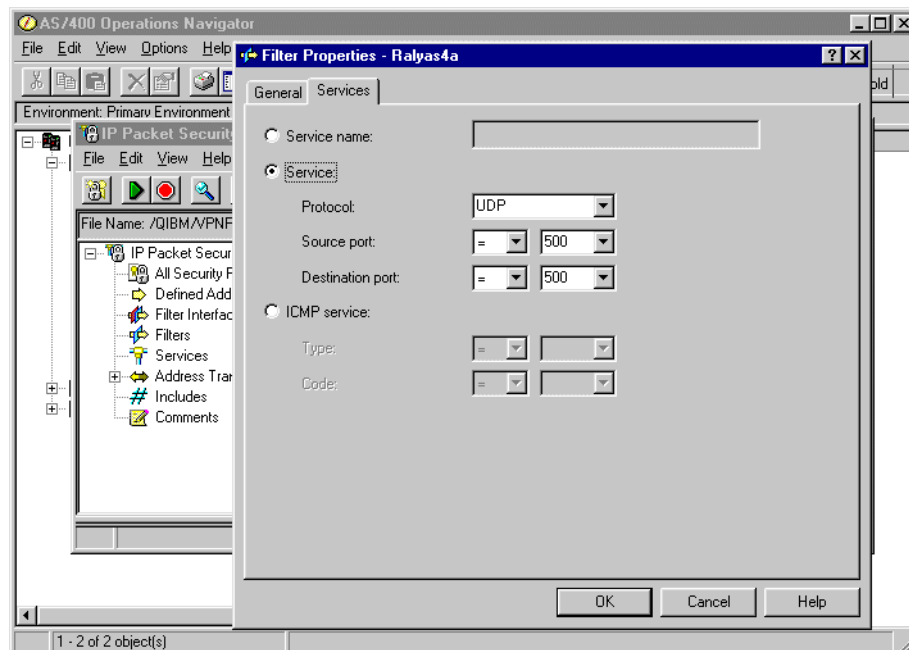 AS/400 Operations Navigator
File Edit View Options Help
Environment: Primary Environment
old
IP Packet Securit
File Edit View Help
File Name: /QIBM/VPNF
IP Packet Secur
All Security F
Defined Add
Filter Interfac
Filters
Services
Address Tran
Includes
Comments
1 - 2 of 2 object(s)
Filter Properties - Ralyas4a
General Services
Service name:
Service:
Protocol: UDP
Source port: = 500
Destination port: = 500
ICMP service:
Type: =
Code: =
OK Cancel Help